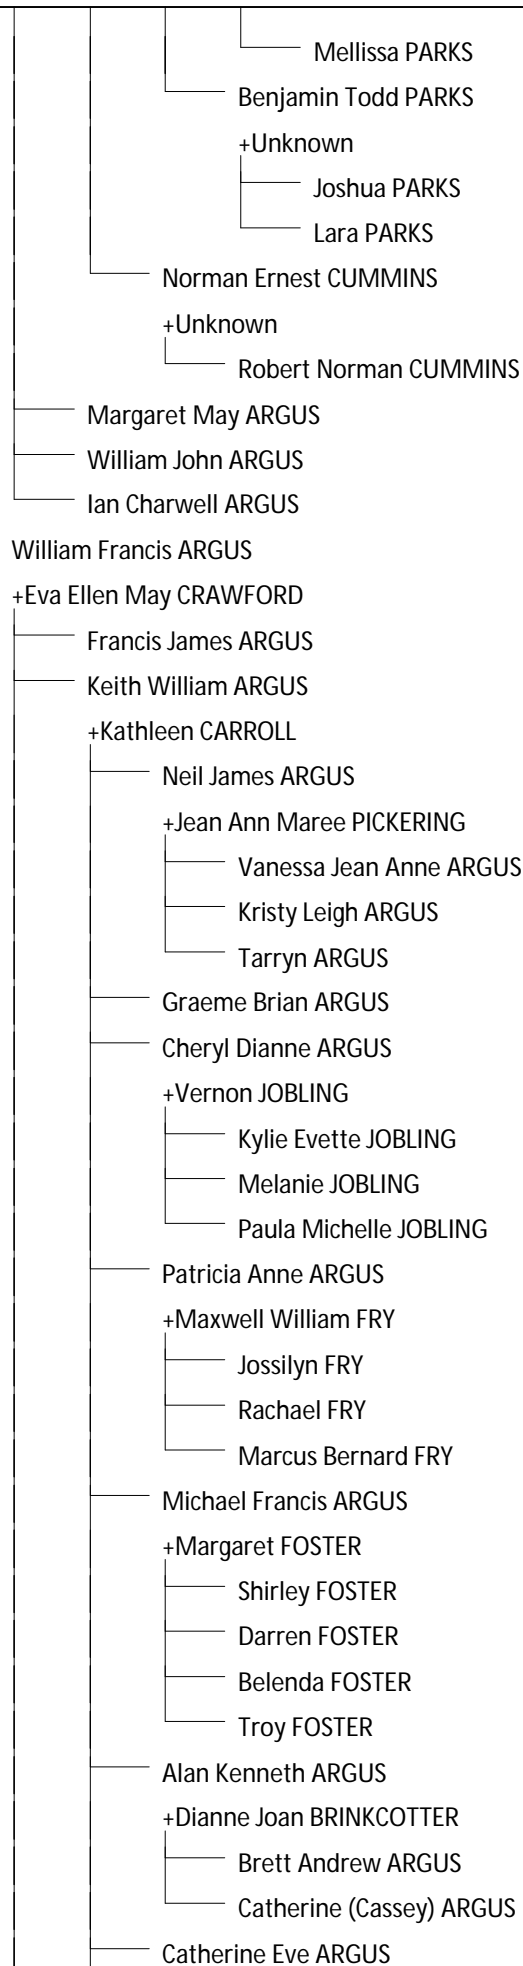 Mellissa PARKS
Benjamin Todd PARKS
+Unknown
Joshua PARKS
Lara PARKS
Norman Ernest CUMMINS
+Unknown
Robert Norman CUMMINS
Margaret May ARGUS
William John ARGUS
Ian Charwell ARGUS
William Francis ARGUS
+Eva Ellen May CRAWFORD
Francis James ARGUS
Keith William ARGUS
+Kathleen CARROLL
Neil James ARGUS
+Jean Ann Maree PICKERING
Vanessa Jean Anne ARGUS
Kristy Leigh ARGUS
Tarryn ARGUS
Graeme Brian ARGUS
Cheryl Dianne ARGUS
+Vernon JOBLING
Kylie Evette JOBLING
Melanie JOBLING
Paula Michelle JOBLING
Patricia Anne ARGUS
+Maxwell William FRY
Jossilyn FRY
Rachael FRY
Marcus Bernard FRY
Michael Francis ARGUS
+Margaret FOSTER
Shirley FOSTER
Darren FOSTER
Belenda FOSTER
Troy FOSTER
Alan Kenneth ARGUS
+Dianne Joan BRINKCOTTER
Brett Andrew ARGUS
Catherine (Cassey) ARGUS
Catherine Eve ARGUS